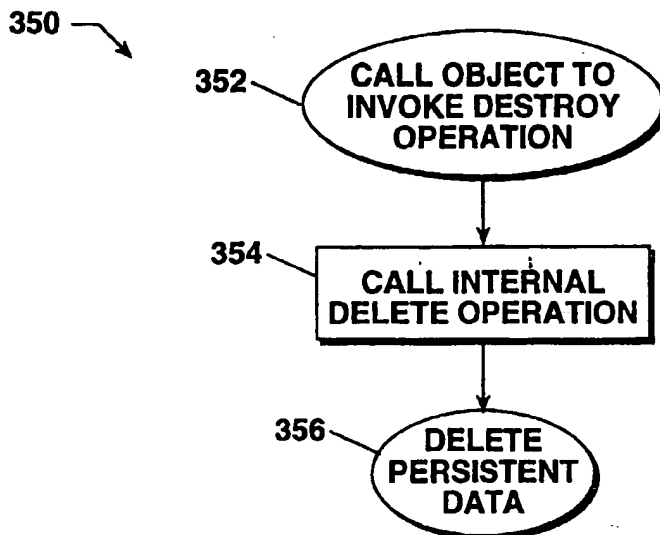 350
352
CALL OBJECT TO
INVOKE DESTROY
OPERATION
354
CALL INTERNAL
DELETE OPERATION
356
DELETE
PERSISTENT
DATA